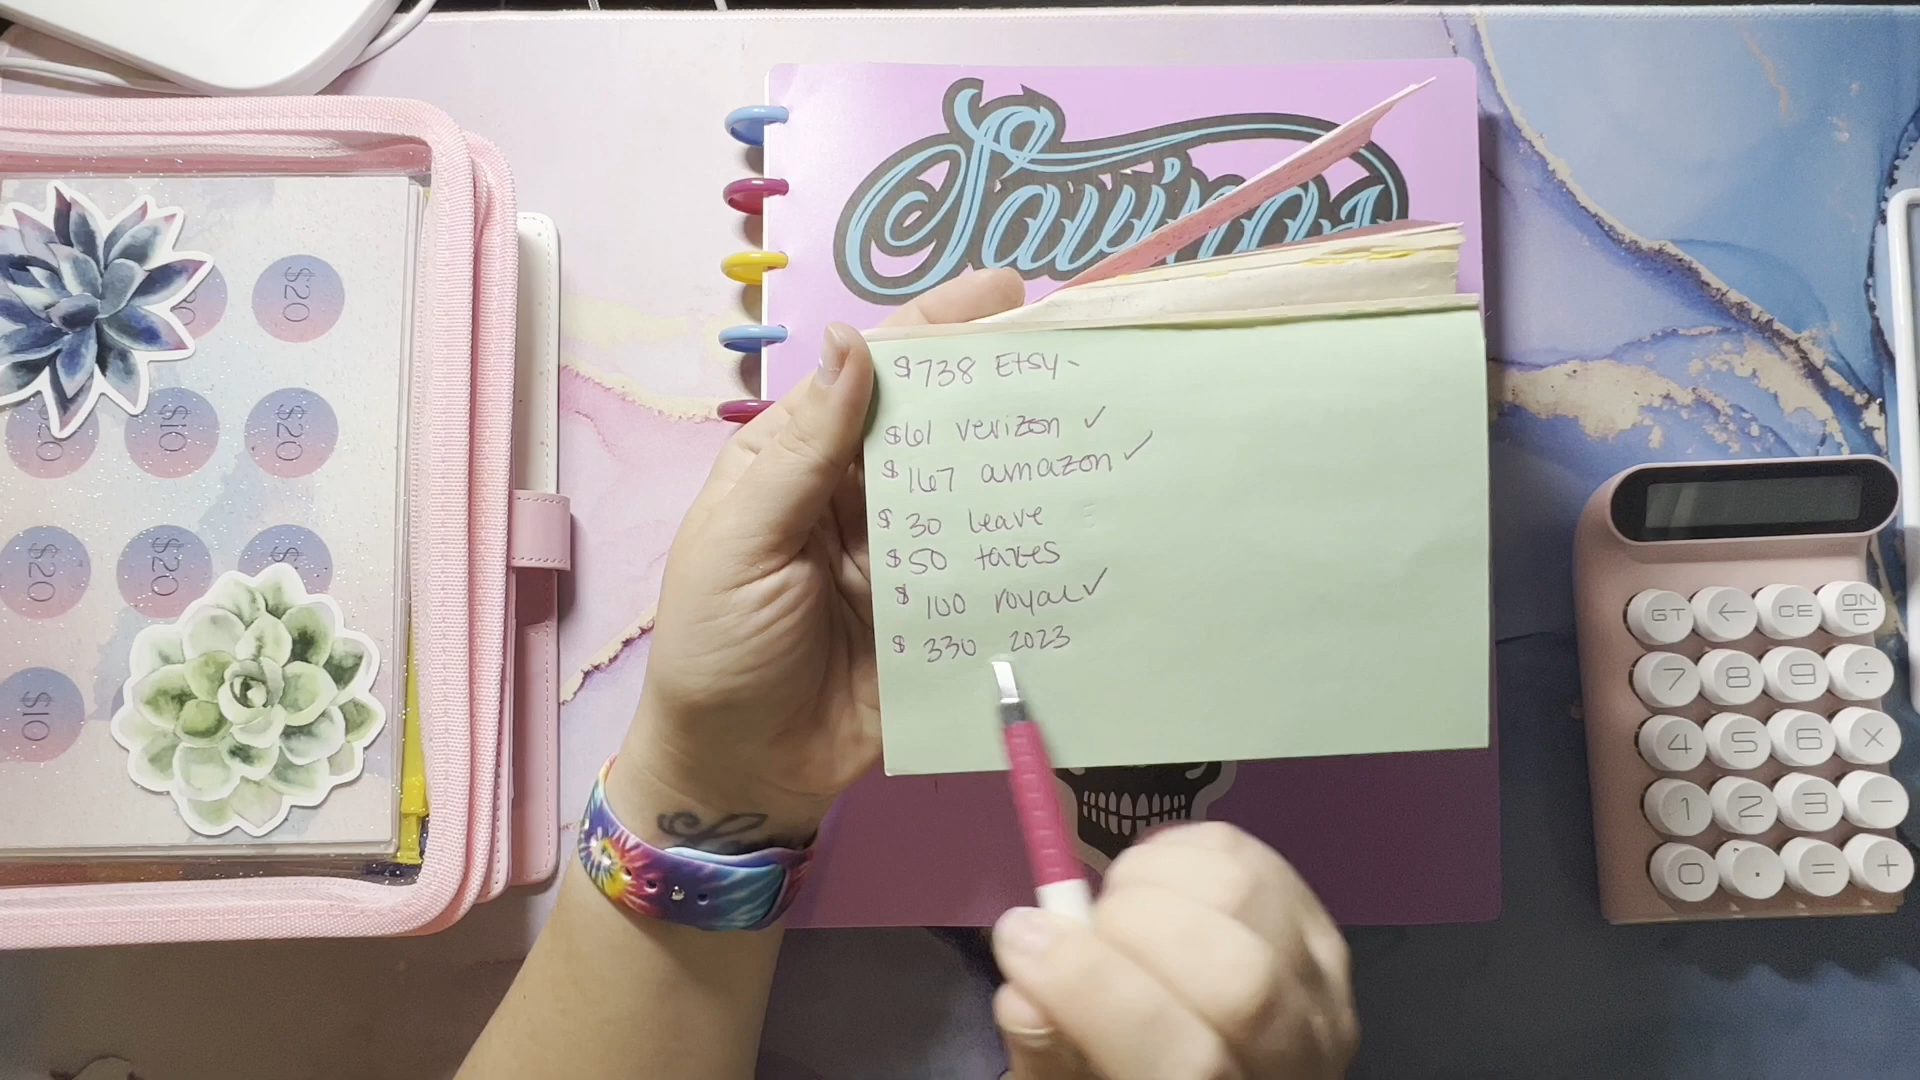 Savings
$738 Etsy-
$61 verizon ✓
$167 amazon ✓
$30 leave
$50 taxes
$100 royal ✓
$330 2023
$20
$20 $10 $20
$20 $20
$10
GT ← CE ON/C
7 8 9 ÷
4 5 6 ×
1 2 3 −
0 . = +